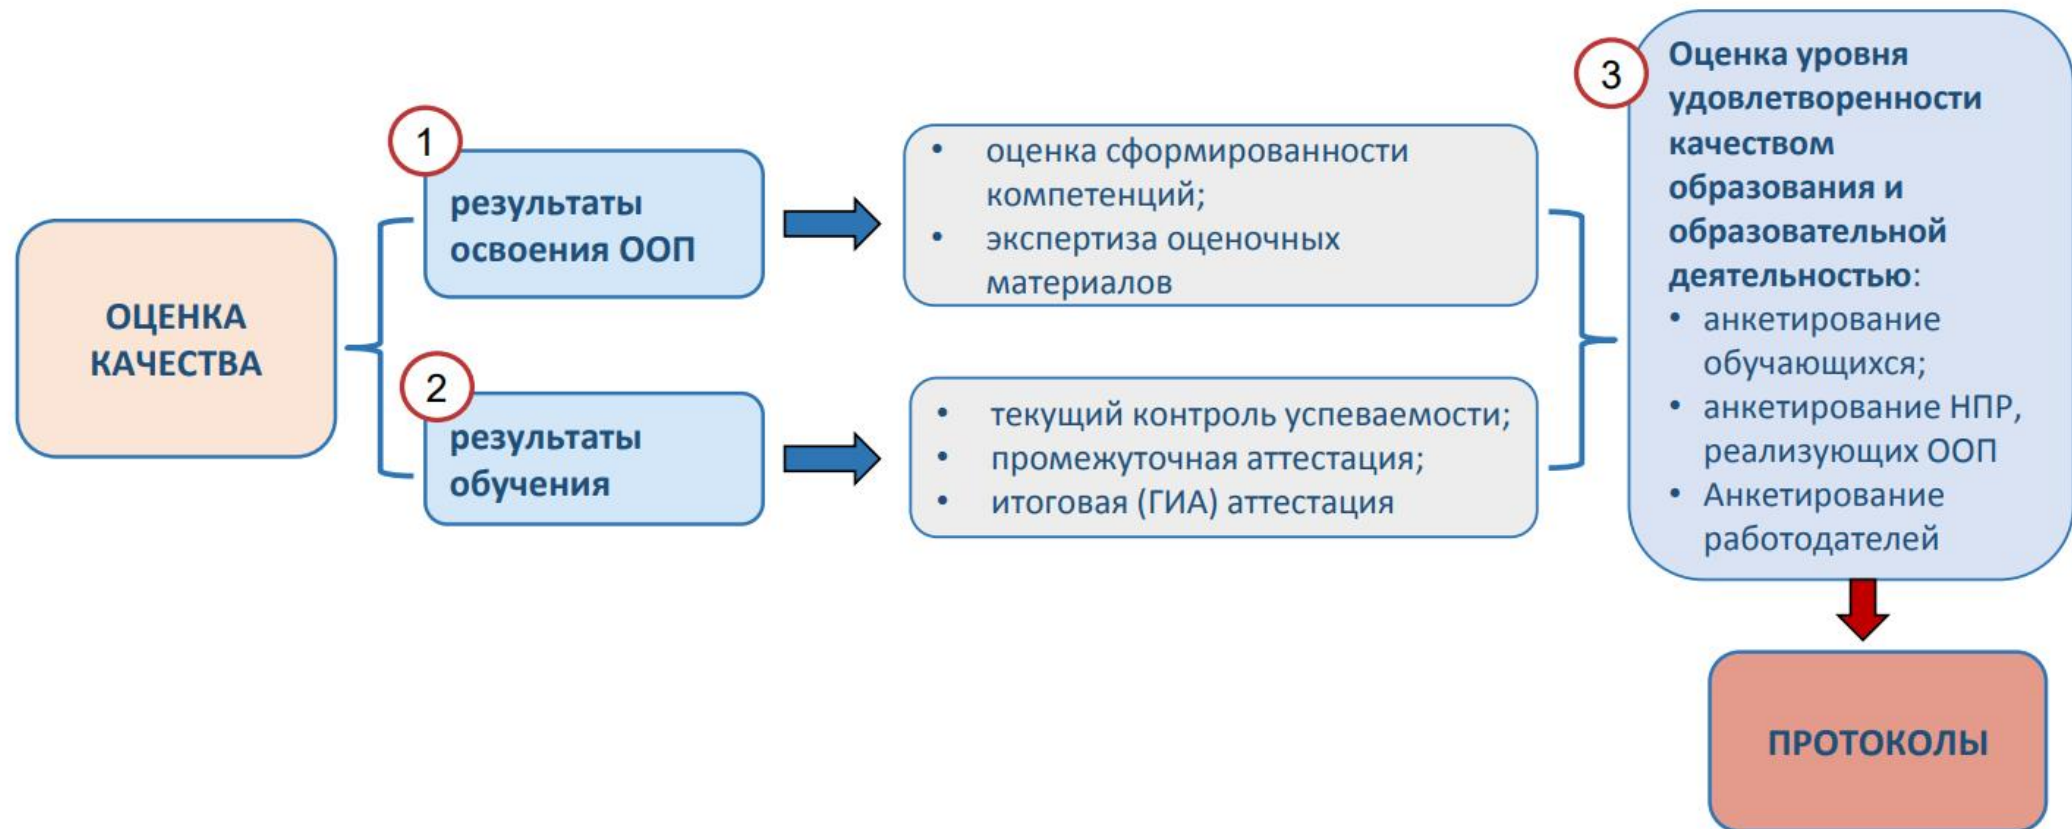 ОЦЕНКА
КАЧЕСТВА
1
результаты
освоения ООП
• оценка сформированности
компетенций;
• экспертиза оценочных
материалов
2
результаты
обучения
• текущий контроль успеваемости;
• промежуточная аттестация;
• итоговая (ГИА) аттестация
3
Оценка уровня
удовлетворенности
качеством
образования и
образовательной
деятельностью:
• анкетирование
обучающихся;
• анкетирование НПР,
реализующих ООП
• Анкетирование
работодателей
ПРОТОКОЛЫ